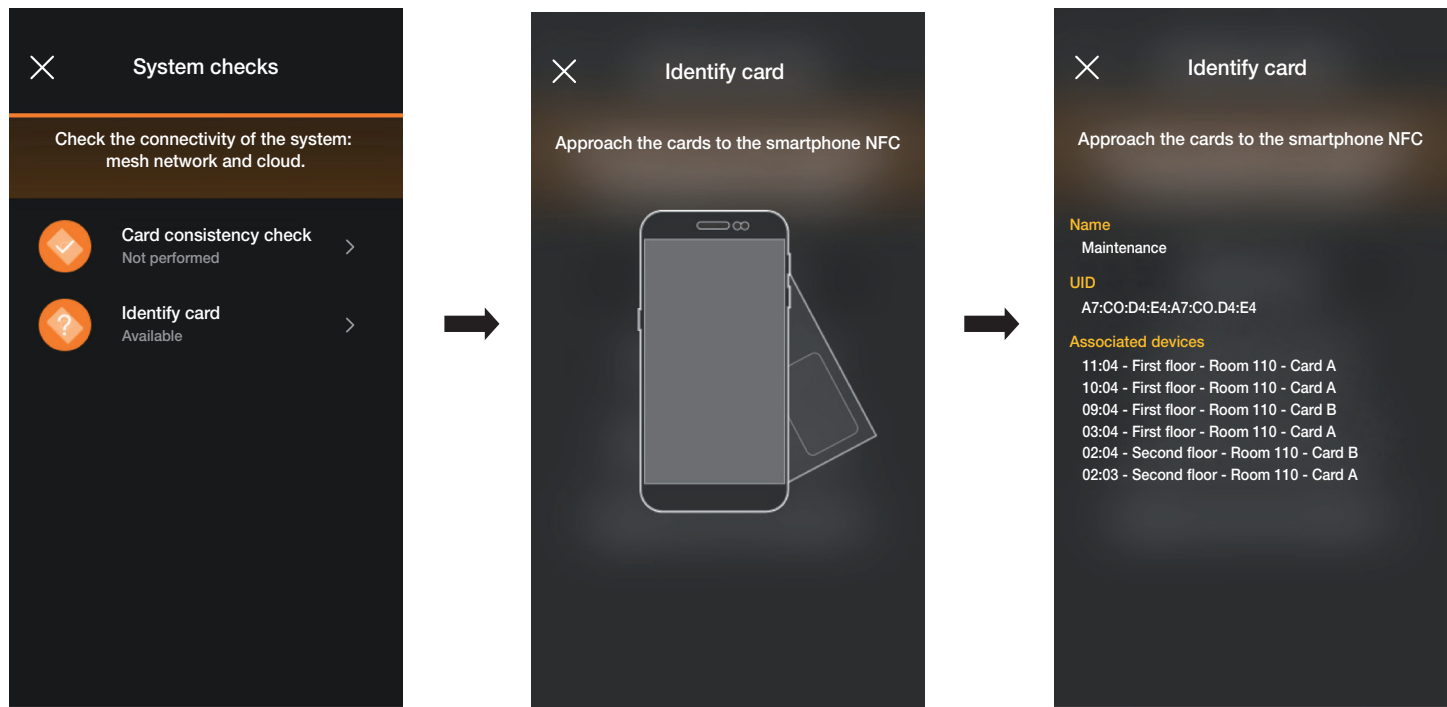 System checks
Check the connectivity of the system:
mesh network and cloud.
Card consistency check
Not performed
Identify card
Available
Identify card
Approach the cards to the smartphone NFC
Identify card
Approach the cards to the smartphone NFC
Name
Maintenance
UID
A7:CO:D4:E4:A7:CO.D4:E4
Associated devices
11:04 - First floor - Room 110 - Card A
10:04 - First floor - Room 110 - Card A
09:04 - First floor - Room 110 - Card B
03:04 - First floor - Room 110 - Card A
02:04 - Second floor - Room 110 - Card B
02:03 - Second floor - Room 110 - Card A